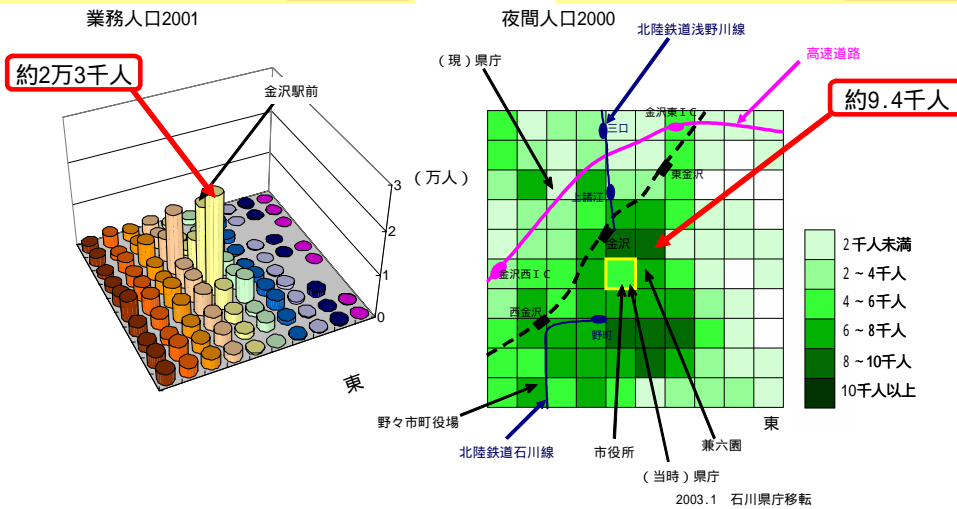 業務人口2001
約2万3千人
金沢駅前
(万人)
3
2
1
0
東
夜間人口2000
北陸鉄道浅野川線
(現)県庁
高速道路
約9.4千人
金沢東IC
三口
東金沢
上諸江
金沢
金沢西IC
西金沢
野町
2千人未満
2~4千人
4~6千人
6~8千人
8~10千人
10千人以上
東
野々市町役場
北陸鉄道石川線
市役所
兼六園
(当時)県庁
2003.1 石川県庁移転